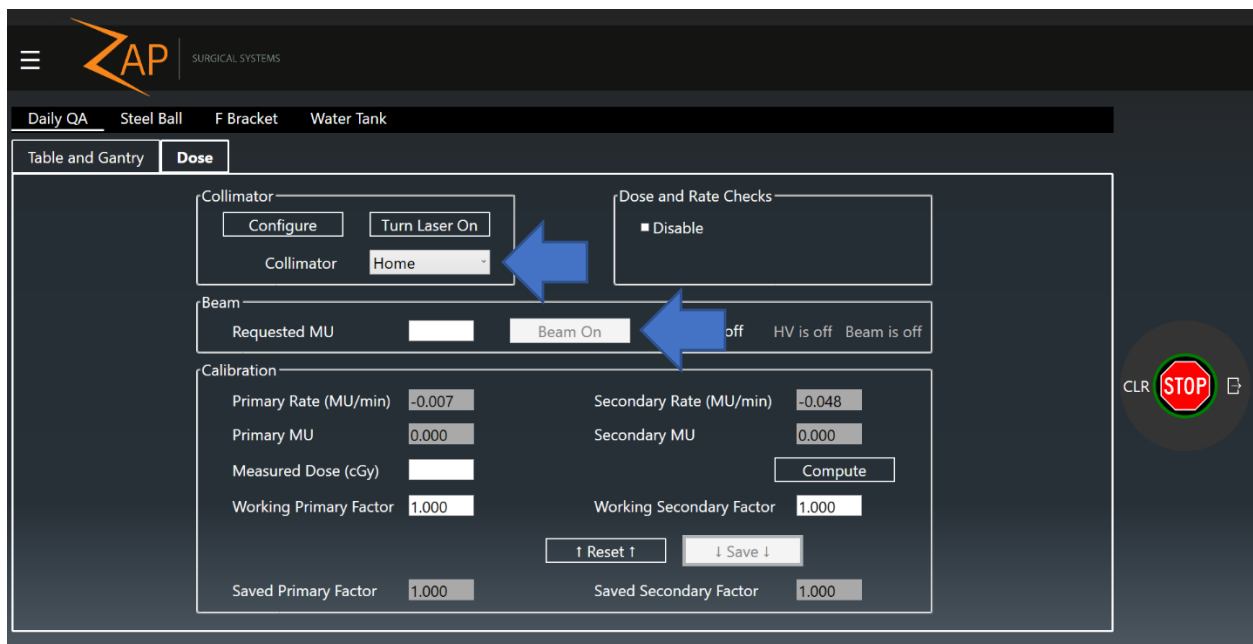 ZAP SURGICAL SYSTEMS
Daily QA Steel Ball F Bracket Water Tank
Table and Gantry Dose
Collimator
Configure Turn Laser On
Collimator Home
Dose and Rate Checks
Disable
Beam
Requested MU Beam On off HV is off Beam is off
Calibration
Primary Rate (MU/min) -0.007 Secondary Rate (MU/min) -0.048
Primary MU 0.000 Secondary MU 0.000
Measured Dose (cGy) Compute
Working Primary Factor 1.000 Working Secondary Factor 1.000
↑ Reset ↑ ↓ Save ↓
Saved Primary Factor 1.000 Saved Secondary Factor 1.000
CLR STOP